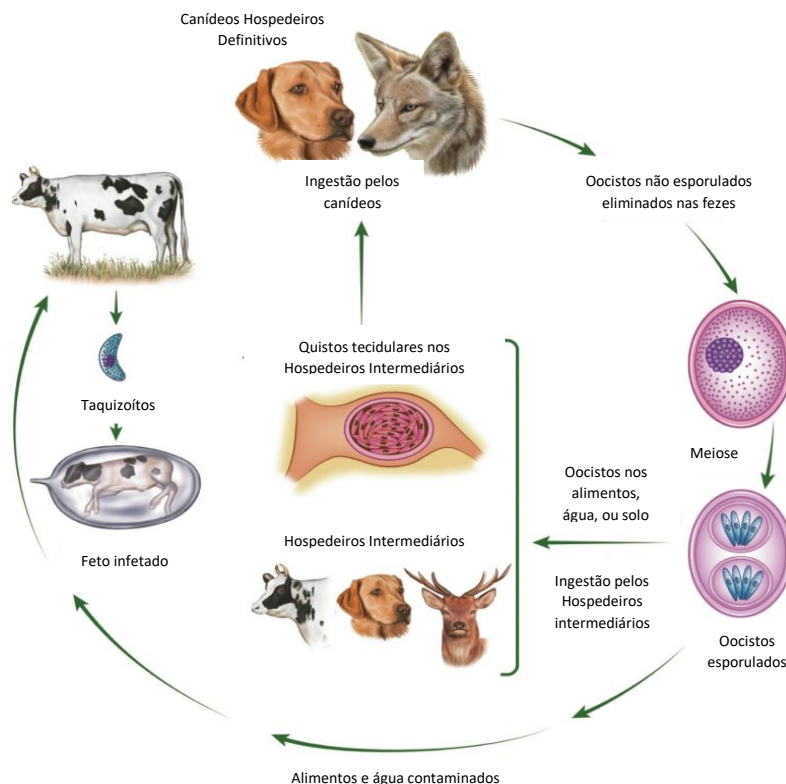 Canídeos Hospedeiros
Definitivos
Ingestão pelos
canídeos
Oocistos não esporulados
eliminados nas fezes
Quistos tecidulares nos
Hospedeiros Intermediários
Taquizoítos
Meiose
Oocistos nos
alimentos,
água, ou solo
Feto infetado
Hospedeiros Intermediários
Ingestão pelos
Hospedeiros
intermediários
Oocistos
esporulados
Alimentos e água contaminados